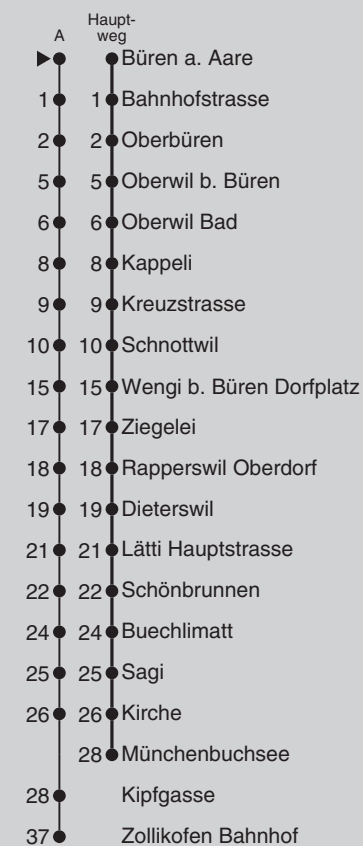 Haupt-
A weg
Büren a. Aare
1 1 Bahnhofstrasse
2 2 Oberbüren
5 5 Oberwil b. Büren
6 6 Oberwil Bad
8 8 Kappeli
9 9 Kreuzstrasse
10 10 Schnottwil
15 15 Wengi b. Büren Dorfplatz
17 17 Ziegelei
18 18 Rapperswil Oberdorf
19 19 Dieterswil
21 21 Lätti Hauptstrasse
22 22 Schönbrunnen
24 24 Buechlimatt
25 25 Sagi
26 26 Kirche
28 Münchenbuchsee
28 Kipfgasse
37 Zollikofen Bahnhof